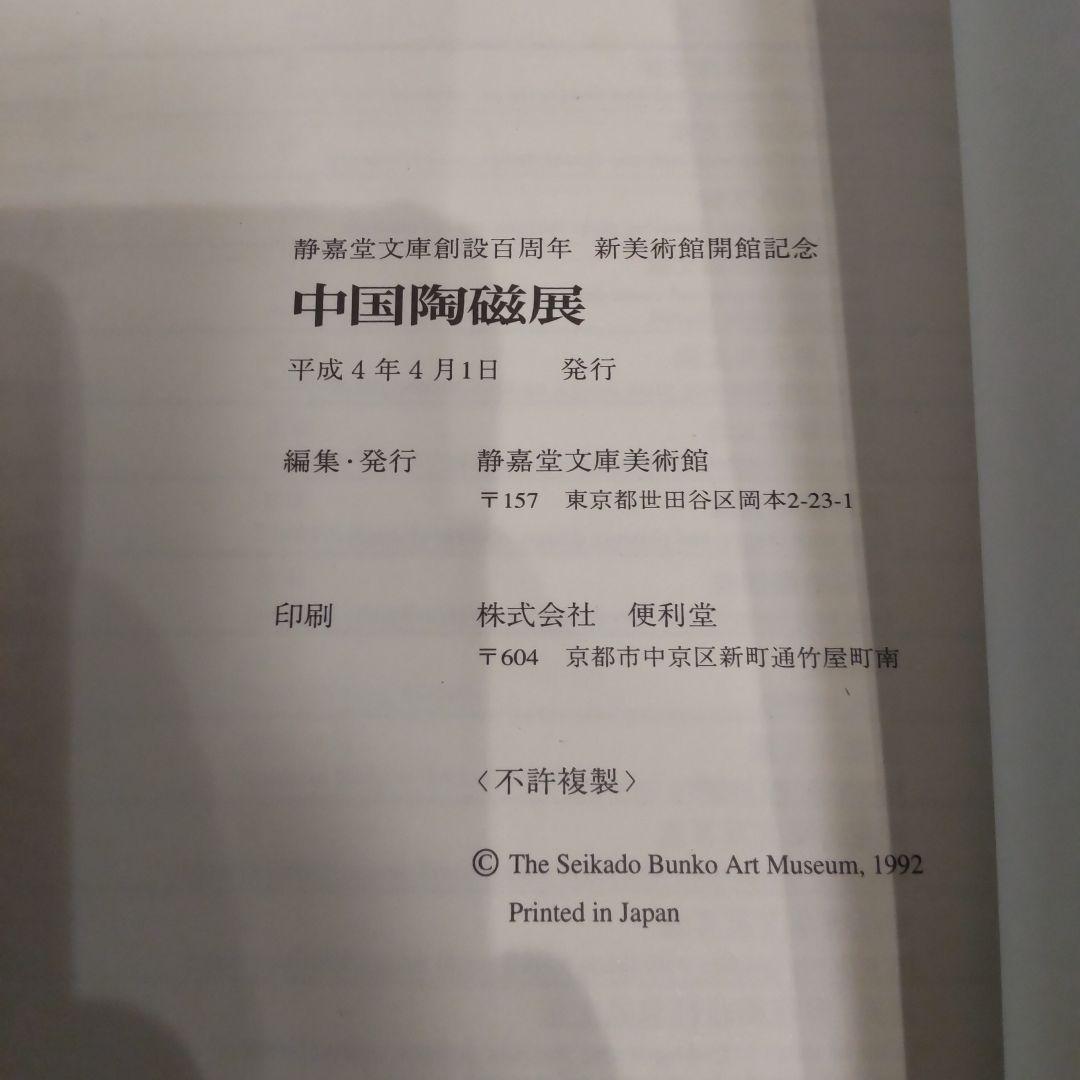 静嘉堂文庫創設百周年 新美術館開館記念
中国陶磁展
平成4年4月1日 発行
編集・発行 静嘉堂文庫美術館
〒157 東京都世田谷区岡本2-23-1
印刷 株式会社 便利堂
〒604 京都市中京区新町通竹屋町南
〈不許複製〉
© The Seikado Bunko Art Museum, 1992
Printed in Japan